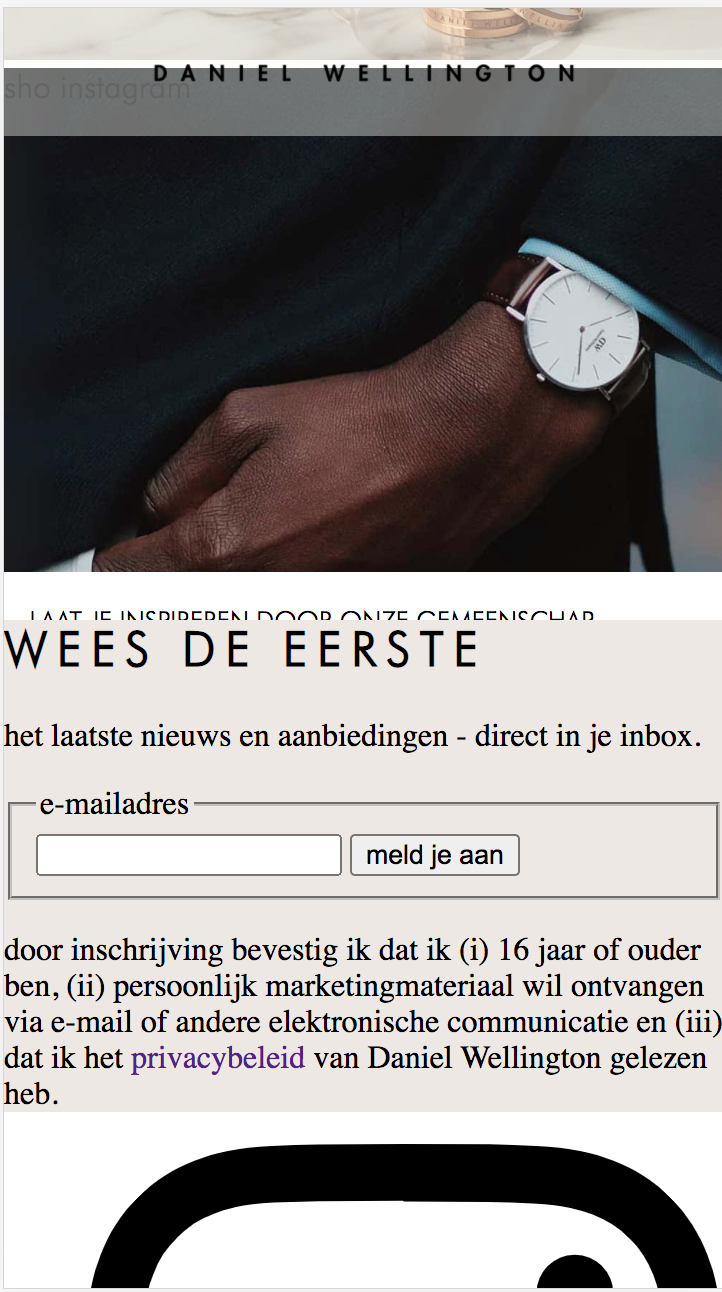 DANIEL WELLINGTON
sho instagram
LAAT JE INSPIREREN DOOR ONZE GEMEENSCHAP
WEES DE EERSTE
het laatste nieuws en aanbiedingen - direct in je inbox.
e-mailadres
meld je aan
door inschrijving bevestig ik dat ik (i) 16 jaar of ouder
ben, (ii) persoonlijk marketingmateriaal wil ontvangen
via e-mail of andere elektronische communicatie en (iii)
dat ik het privacybeleid van Daniel Wellington gelezen
heb.